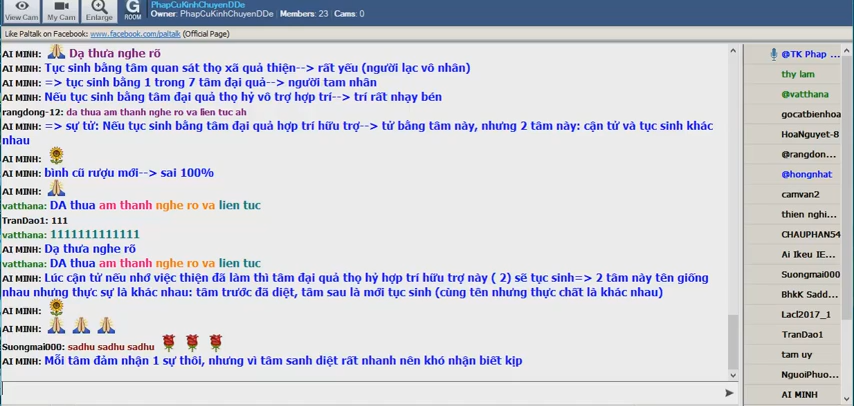 PhapCuKinhChuyenDDe
Owner: PhapCuKinhChuyenDDe | Members: 23 | Cams: 0
View Cam
My Cam
Enlarge
G
ROOM
Like Paltalk on Facebook: www.facebook.com/paltalk (Official Page)
AI MINH: Dạ thưa nghe rõ
AI MINH: Tục sinh bằng tâm quan sát thọ xã quả thiện--> rất yếu (người lạc vô nhân)
AI MINH: => tục sinh bằng 1 trong 7 tâm đại quả--> người tam nhân
AI MINH: Nếu tục sinh bằng tâm đại quả thọ hỷ vô trợ hợp trí--> trí rất nhạy bén
rangdong-12: da thua am thanh nghe ro va lien tuc ah
AI MINH: => sự tử: Nếu tục sinh bằng tâm đại quả hợp trí hữu trợ--> tử bằng tâm này, nhưng 2 tâm này: cận tử và tục sinh khác
nhau
AI MINH:
AI MINH: bình cũ rượu mới--> sai 100%
AI MINH:
vatthana: DA thua am thanh nghe ro va lien tuc
TranDao1: 111
vatthana: 1111111111111
AI MINH: Dạ thưa nghe rõ
vatthana: DA thua am thanh nghe ro va lien tuc
AI MINH: Lúc cận tử nếu nhớ việc thiện đã làm thì tâm đại quả thọ hỷ hợp trí hữu trợ này ( 2) sẽ tục sinh=> 2 tâm này tên giống
nhau nhưng thực sự là khác nhau: tâm trước đã diệt, tâm sau là mới tục sinh (cùng tên nhưng thực chất là khác nhau)
AI MINH:
AI MINH:
Suongmai000: sadhu sadhu sadhu
AI MINH: Mỗi tâm đảm nhận 1 sự thôi, nhưng vì tâm sanh diệt rất nhanh nên khó nhận biết kịp
@TK Phap ...
thy lam
@vatthana
gocatbienhoa
HoaNguyet-8
@rangdon...
@hongnhat
camvan2
thien nghi...
CHAUPHAN54
Ai Ikeu IE...
Suongmai000
BhkK Sadd...
Lacl2017_1
TranDao1
tam uy
NguoiPhuo...
AI MINH